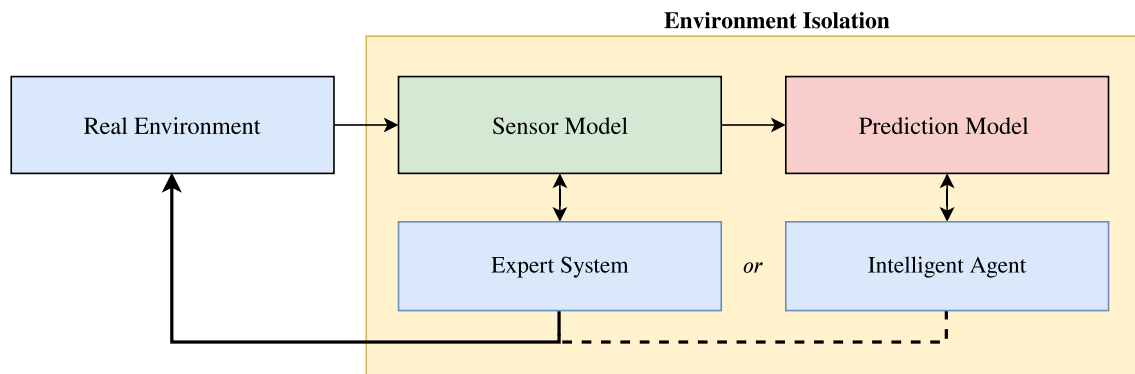 Environment Isolation
Real Environment
Sensor Model
Prediction Model
Expert System
or
Intelligent Agent